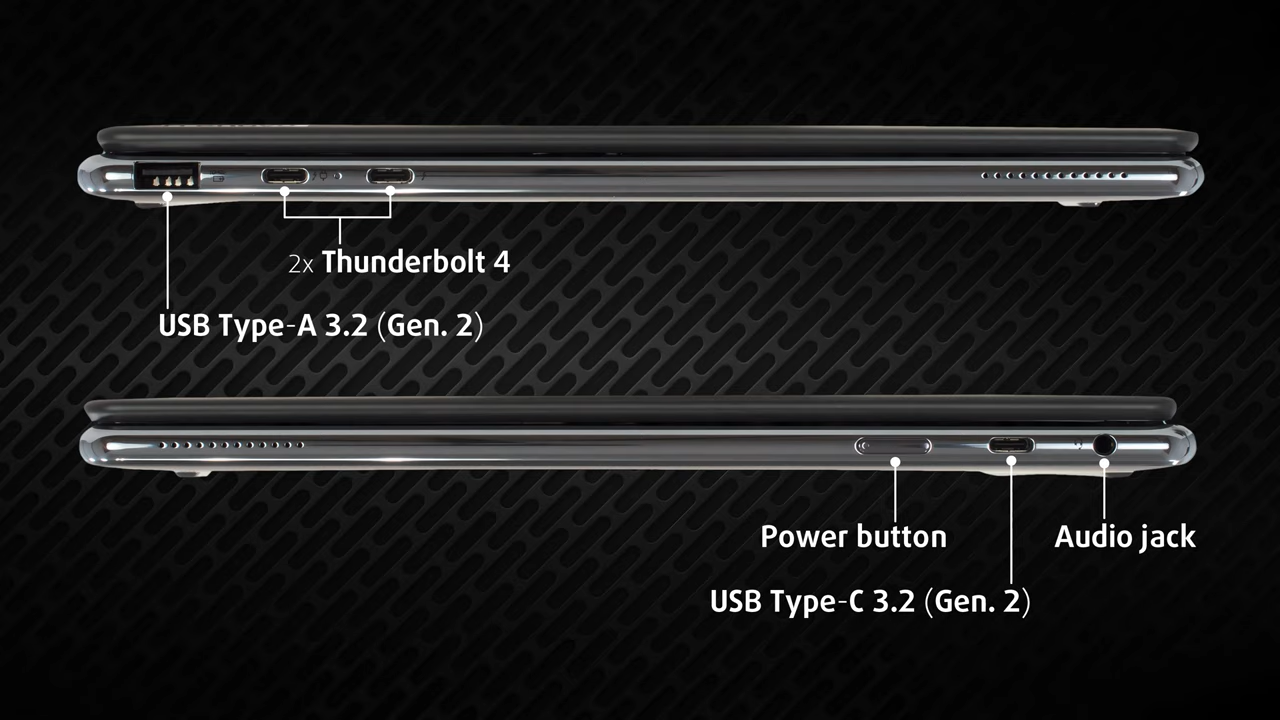 2x Thunderbolt 4
USB Type-A 3.2 (Gen. 2)
Power button
Audio jack
USB Type-C 3.2 (Gen. 2)